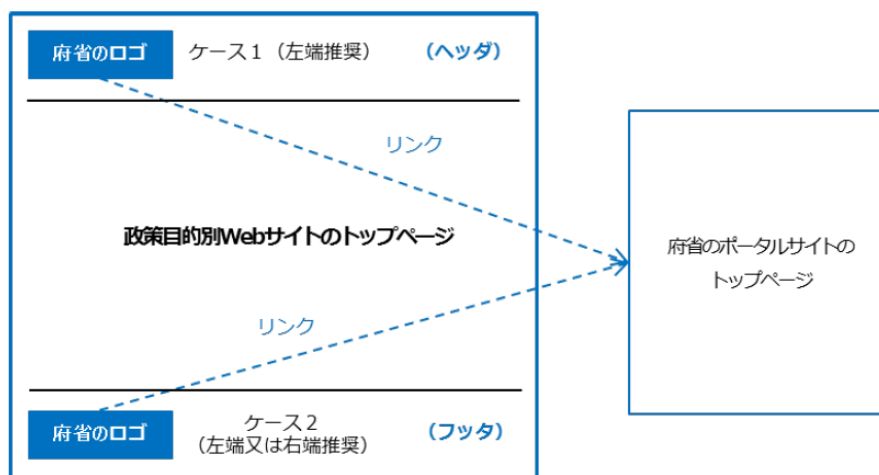 府省のロゴ ケース１（左端推奨） （ヘッダ）
リンク
政策目的別Webサイトのトップページ
府省のポータルサイトの
トップページ
リンク
府省のロゴ ケース２ （フッタ）
（左端又は右端推奨）